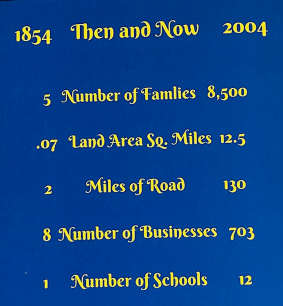 1854 Then and Now 2004
5 Number of Famlies 8,500
.07 Land Area Sq. Miles 12.5
2 Miles of Road 130
8 Number of Businesses 703
1 Number of Schools 12